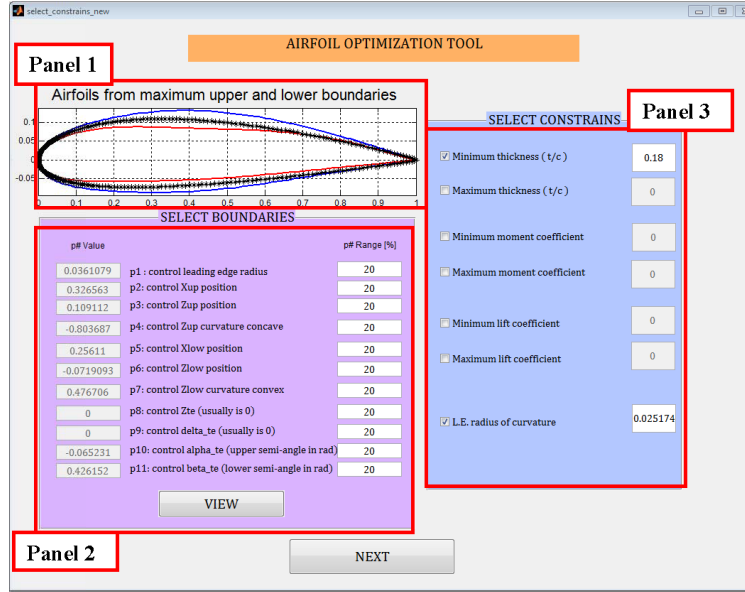 select_constrains_new
AIRFOIL OPTIMIZATION TOOL
Panel 1
Airfoils from maximum upper and lower boundaries
0.1
0.05
0
-0.05
0 0.1 0.2 0.3 0.4 0.5 0.6 0.7 0.8 0.9 1
SELECT BOUNDARIES
p# Value p# Range [%]
0.0361079 p1 : control leading edge radius 20
0.326563 p2: control Xup position 20
0.109112 p3: control Zup position 20
-0.803687 p4: control Zup curvature concave 20
0.25611 p5: control Xlow position 20
-0.0719093 p6: control Zlow position 20
0.476706 p7: control Zlow curvature convex 20
0 p8: control Zte (usually is 0) 20
0 p9: control delta_te (usually is 0) 20
-0.065231 p10: control alpha_te (upper semi-angle in rad) 20
0.426152 p11: control beta_te (lower semi-angle in rad) 20
VIEW
Panel 2
Panel 3
SELECT CONSTRAINS
Minimum thickness ( t/c ) 0.18
Maximum thickness ( t/c ) 0
Minimum moment coefficient 0
Maximum moment coefficient 0
Minimum lift coefficient 0
Maximum lift coefficient 0
L.E. radius of curvature 0.025174
NEXT